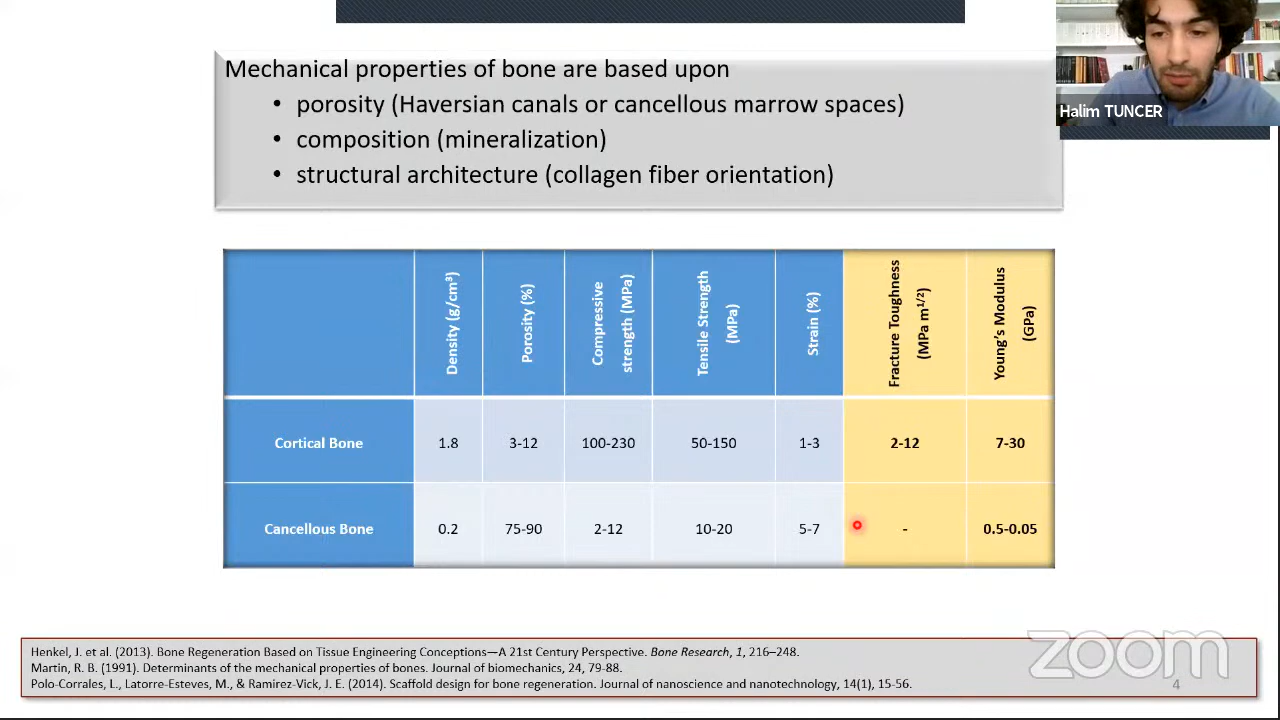 Mechanical properties of bone are based upon
• porosity (Haversian canals or cancellous marrow spaces)
• composition (mineralization)
• structural architecture (collagen fiber orientation)
Halim TUNCER
Density (g/cm³)
Porosity (%)
Compressive
strength (MPa)
Tensile Strength
(MPa)
Strain (%)
Fracture Toughness
(MPa m¹/²)
Young's Modulus
(GPa)
Cortical Bone 1.8 3-12 100-230 50-150 1-3 2-12 7-30
Cancellous Bone 0.2 75-90 2-12 10-20 5-7 - 0.5-0.05
Henkel, J. et al. (2013). Bone Regeneration Based on Tissue Engineering Conceptions—A 21st Century Perspective. Bone Research, 1, 216–248.
Martin, R. B. (1991). Determinants of the mechanical properties of bones. Journal of biomechanics, 24, 79-88.
Polo-Corrales, L., Latorre-Esteves, M., & Ramirez-Vick, J. E. (2014). Scaffold design for bone regeneration. Journal of nanoscience and nanotechnology, 14(1), 15-56.
zoom
4